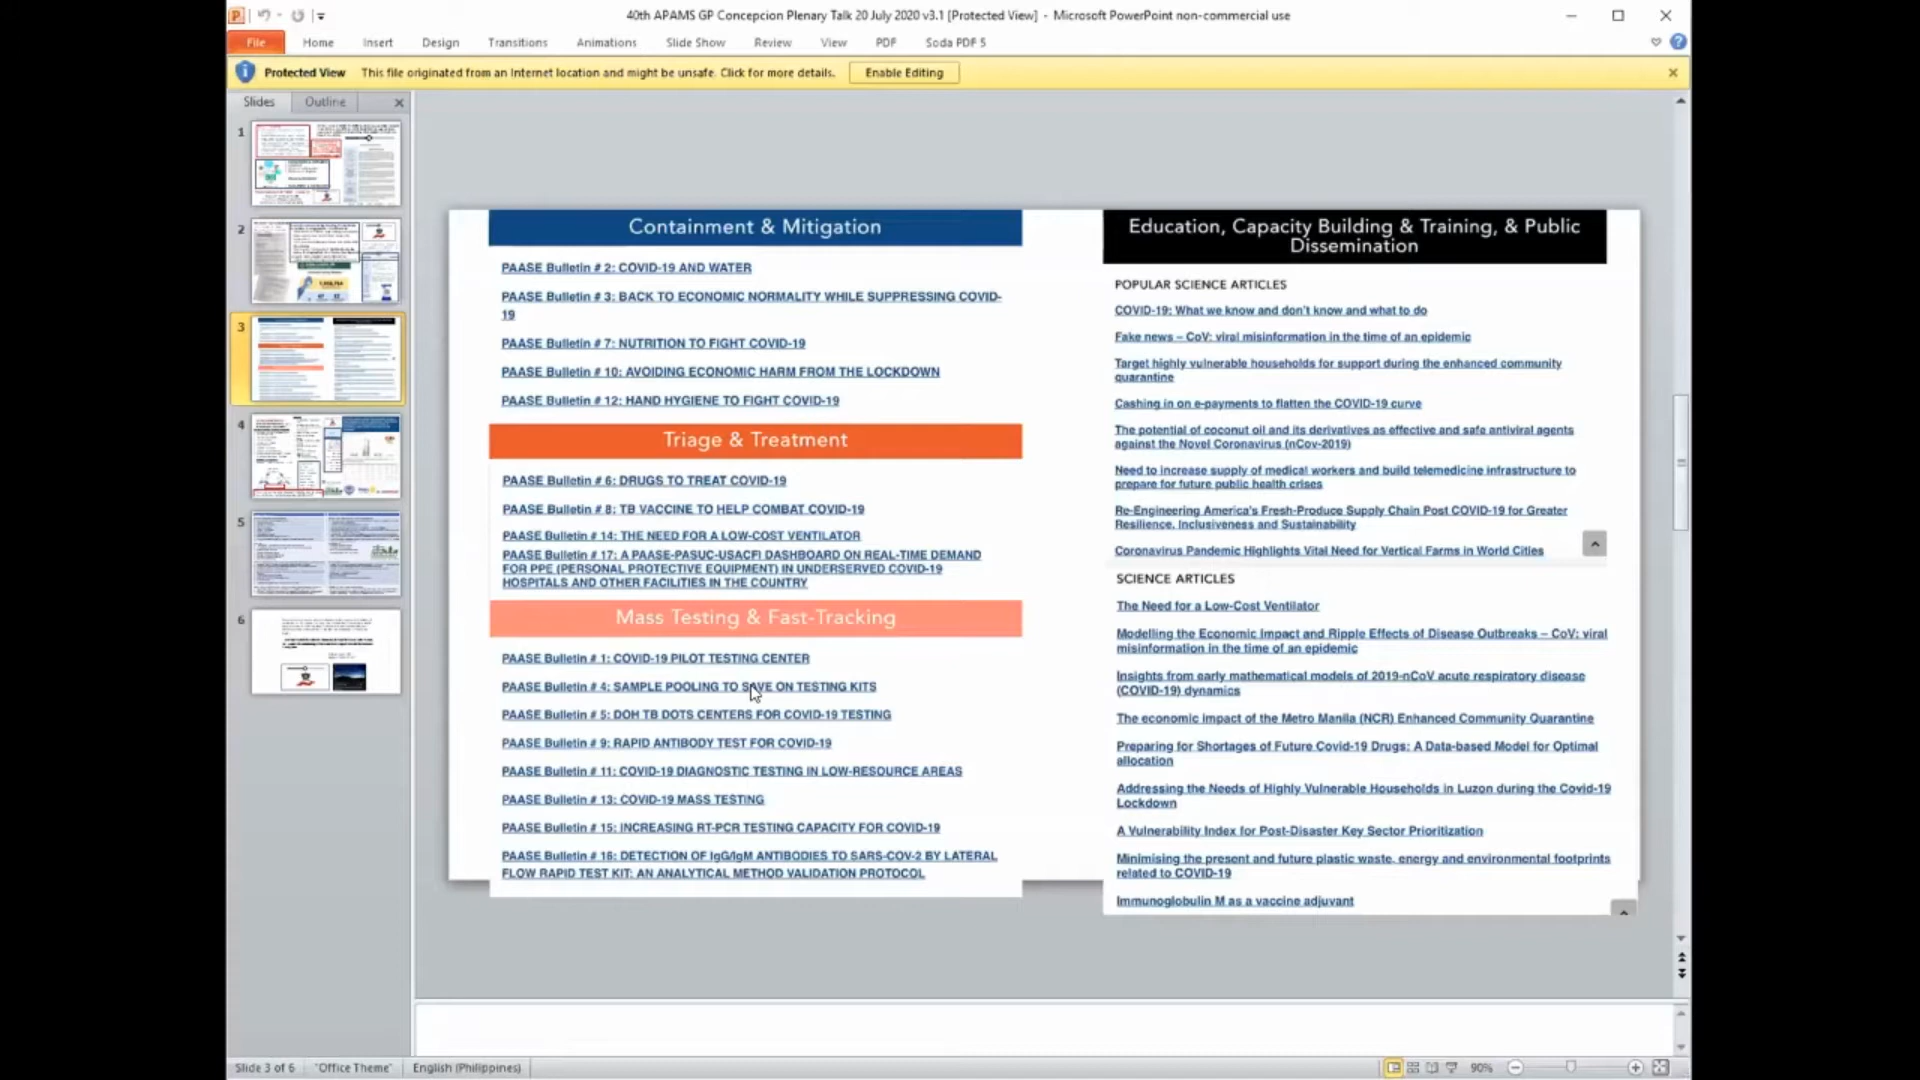 40th APAMS GP Concepcion Plenary Talk 20 July 2020 v3.1 [Protected View] - Microsoft PowerPoint non-commercial use
File Home Insert Design Transitions Animations Slide Show Review View PDF Soda PDF 5
Protected View This file originated from an Internet location and might be unsafe. Click for more details. Enable Editing
Slides Outline
1
2
3
4
5
6
Containment & Mitigation
PAASE Bulletin # 2: COVID-19 AND WATER
PAASE Bulletin # 3: BACK TO ECONOMIC NORMALITY WHILE SUPPRESSING COVID-
19
PAASE Bulletin # 7: NUTRITION TO FIGHT COVID-19
PAASE Bulletin # 10: AVOIDING ECONOMIC HARM FROM THE LOCKDOWN
PAASE Bulletin # 12: HAND HYGIENE TO FIGHT COVID-19
Triage & Treatment
PAASE Bulletin # 6: DRUGS TO TREAT COVID-19
PAASE Bulletin # 8: TB VACCINE TO HELP COMBAT COVID-19
PAASE Bulletin # 14: THE NEED FOR A LOW-COST VENTILATOR
PAASE Bulletin # 17: A PAASE-PASUC-USACFI DASHBOARD ON REAL-TIME DEMAND
FOR PPE (PERSONAL PROTECTIVE EQUIPMENT) IN UNDERSERVED COVID-19
HOSPITALS AND OTHER FACILITIES IN THE COUNTRY
Mass Testing & Fast-Tracking
PAASE Bulletin # 1: COVID-19 PILOT TESTING CENTER
PAASE Bulletin # 4: SAMPLE POOLING TO SAVE ON TESTING KITS
PAASE Bulletin # 5: DOH TB DOTS CENTERS FOR COVID-19 TESTING
PAASE Bulletin # 9: RAPID ANTIBODY TEST FOR COVID-19
PAASE Bulletin # 11: COVID-19 DIAGNOSTIC TESTING IN LOW-RESOURCE AREAS
PAASE Bulletin # 13: COVID-19 MASS TESTING
PAASE Bulletin # 15: INCREASING RT-PCR TESTING CAPACITY FOR COVID-19
PAASE Bulletin # 16: DETECTION OF IgG/IgM ANTIBODIES TO SARS-COV-2 BY LATERAL
FLOW RAPID TEST KIT: AN ANALYTICAL METHOD VALIDATION PROTOCOL
Education, Capacity Building & Training, & Public
Dissemination
POPULAR SCIENCE ARTICLES
COVID-19: What we know and don't know and what to do
Fake news – CoV: viral misinformation in the time of an epidemic
Target highly vulnerable households for support during the enhanced community
quarantine
Cashing in on e-payments to flatten the COVID-19 curve
The potential of coconut oil and its derivatives as effective and safe antiviral agents
against the Novel Coronavirus (nCov-2019)
Need to increase supply of medical workers and build telemedicine infrastructure to
prepare for future public health crises
Re-Engineering America's Fresh-Produce Supply Chain Post COVID-19 for Greater
Resilience, Inclusiveness and Sustainability
Coronavirus Pandemic Highlights Vital Need for Vertical Farms in World Cities
SCIENCE ARTICLES
The Need for a Low-Cost Ventilator
Modelling the Economic Impact and Ripple Effects of Disease Outbreaks – CoV: viral
misinformation in the time of an epidemic
Insights from early mathematical models of 2019-nCoV acute respiratory disease
(COVID-19) dynamics
The economic impact of the Metro Manila (NCR) Enhanced Community Quarantine
Preparing for Shortages of Future Covid-19 Drugs: A Data-based Model for Optimal
allocation
Addressing the Needs of Highly Vulnerable Households in Luzon during the Covid-19
Lockdown
A Vulnerability Index for Post-Disaster Key Sector Prioritization
Minimising the present and future plastic waste, energy and environmental footprints
related to COVID-19
Immunoglobulin M as a vaccine adjuvant
Slide 3 of 6 "Office Theme" English (Philippines) 90%